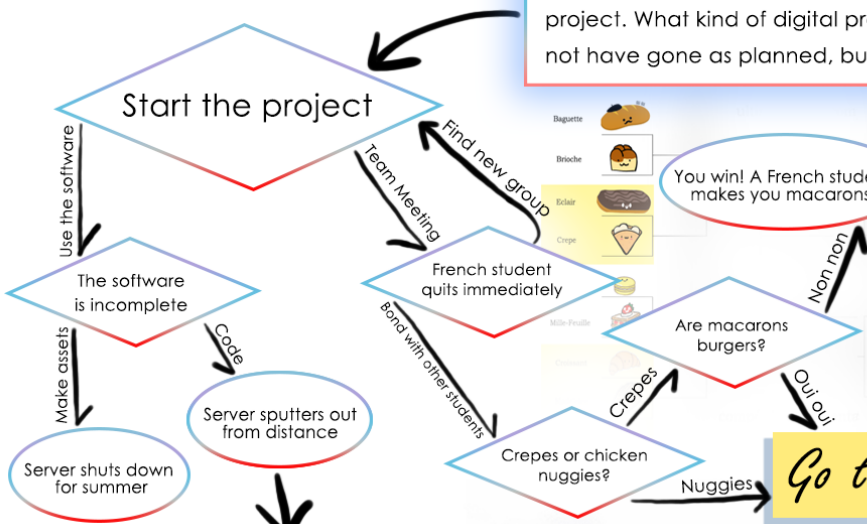 project. What kind of digital
not have gone as planned,
Start the project
Use the software
Team Meeting
Find new group
Baguette
Brioche
Eclair
Crepe
Mille-Feuille
You win! A French
makes you macarons
The software
is incomplete
French student
quits immediately
Non non
Are macarons
burgers?
Make assets
Code
Bond with other students
Crepes
Oui oui
Server sputters out
from distance
Server shuts down
for summer
Crepes or chicken
nuggies?
Nuggies
Go